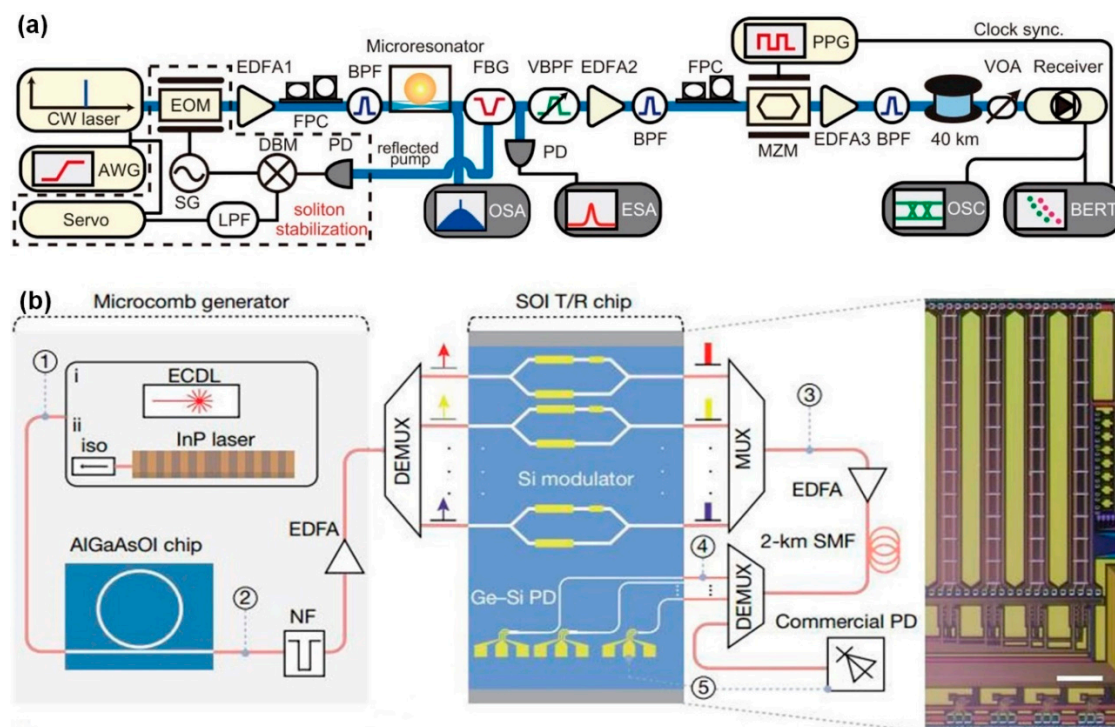 (a)
Microresonator
PPG
Clock sync.
EDFA1
BPF
FBG
VBPF
EDFA2
FPC
VOA
Receiver
CW laser
EOM
FPC
BPF
MZM
EDFA3
BPF
40 km
AWG
SG
DBM
PD
reflected
pump
PD
OSA
ESA
OSC
BERT
Servo
LPF
soliton
stabilization
(b)
Microcomb generator
SOI T/R chip
1
i
ECDL
ii
iso
InP laser
AlGaAsOI chip
2
EDFA
NF
DEMUX
Si modulator
MUX
3
EDFA
2-km SMF
4
Ge–Si PD
DEMUX
Commercial PD
5